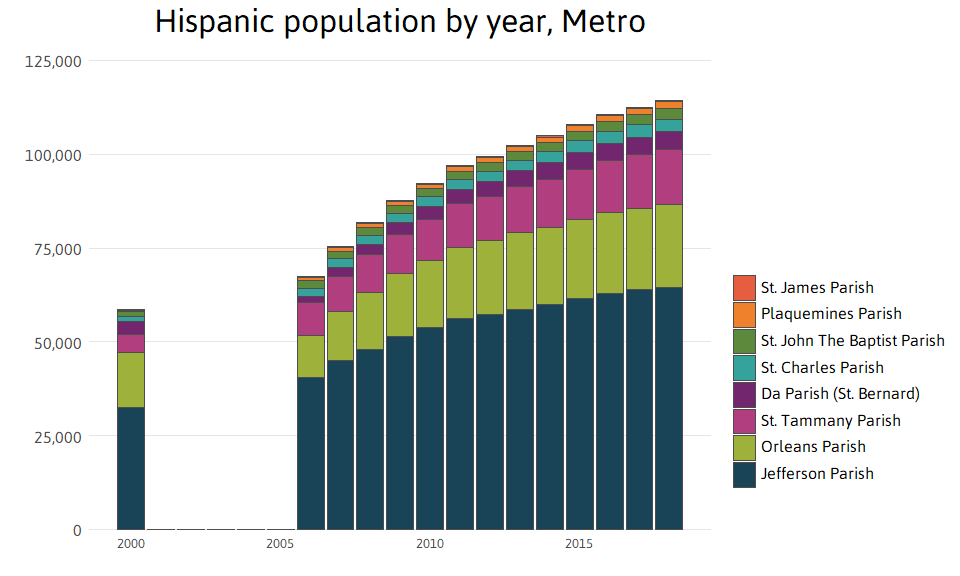 Hispanic population by year, Metro
125,000
100,000
75,000
50,000
25,000
0
2000
2005
2010
2015
St. James Parish
Plaquemines Parish
St. John The Baptist Parish
St. Charles Parish
Da Parish (St. Bernard)
St. Tammany Parish
Orleans Parish
Jefferson Parish